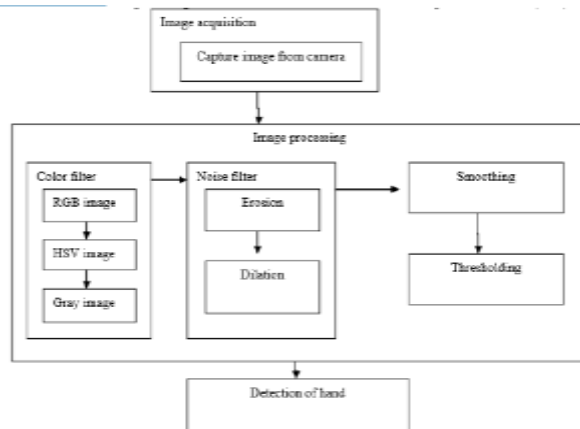 Image acquisition
Capture image from camera
Image processing
Color filter
RGB image
HSV image
Gray image
Noise filter
Erosion
Dilation
Smoothing
Thresholding
Detection of hand